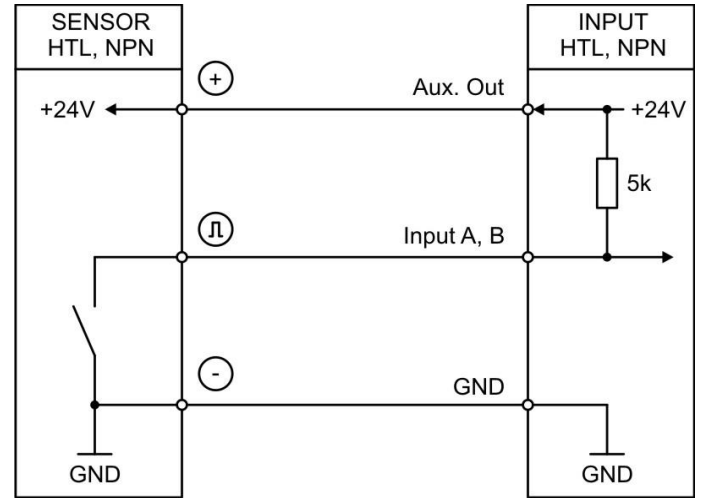 SENSOR
HTL, NPN
INPUT
HTL, NPN
+
Aux. Out
+24V
+24V
5k
Input A, B
-
GND
GND
GND